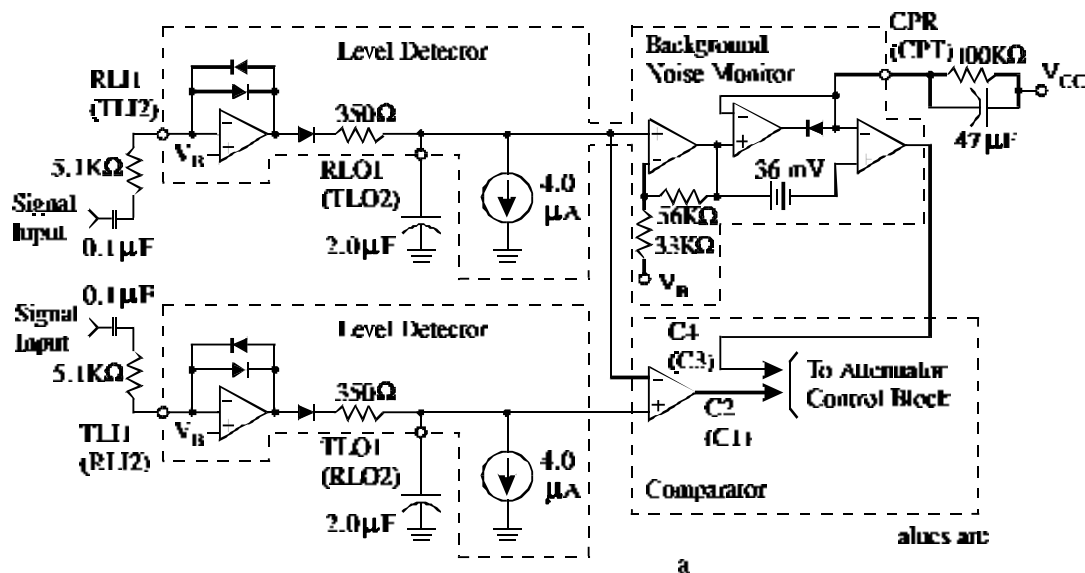 Level Detector
Background
Noise Monitor
CPR
(CPT)
100KΩ
VCC
47 µF
RLI1
(TLI2)
VB
350Ω
5.1KΩ
Signal
Input
0.1µF
RLO1
(TLO2)
2.0µF
4.0
µA
36 mV
56KΩ
33KΩ
VB
0.1µF
Signal
Input
5.1KΩ
Level Detector
TLI1
(RLI2)
VB
350Ω
TLO1
(RLO2)
2.0µF
4.0
µA
C4
(C3)
C2
(C1)
To Attenuator
Control Block
Comparator
alues are
a